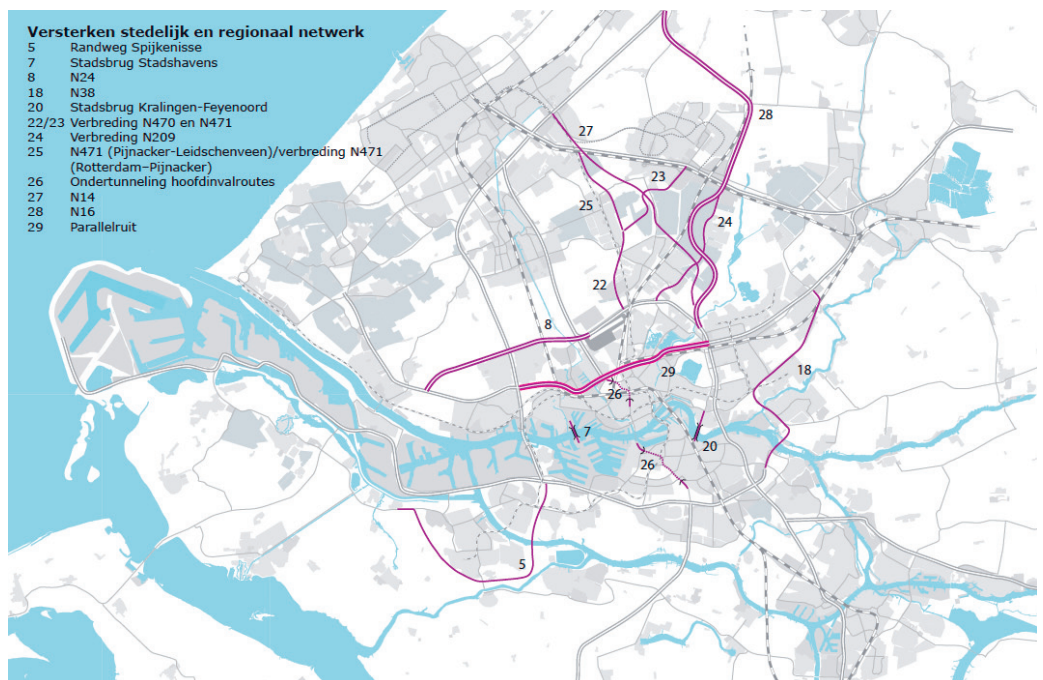 Versterken stedelijk en regionaal netwerk
5 Randweg Spijkenisse
7 Stadsbrug Stadshavens
8 N24
18 N38
20 Stadsbrug Kralingen-Feyenoord
22/23 Verbreding N470 en N471
24 Verbreding N209
25 N471 (Pijnacker-Leidschenveen)/verbreding N471
(Rotterdam–Pijnacker)
26 Ondertunneling hoofdinvalroutes
27 N14
28 N16
29 Parallelruit
28
27
23
25
24
22
8
29
18
26
7
20
26
5